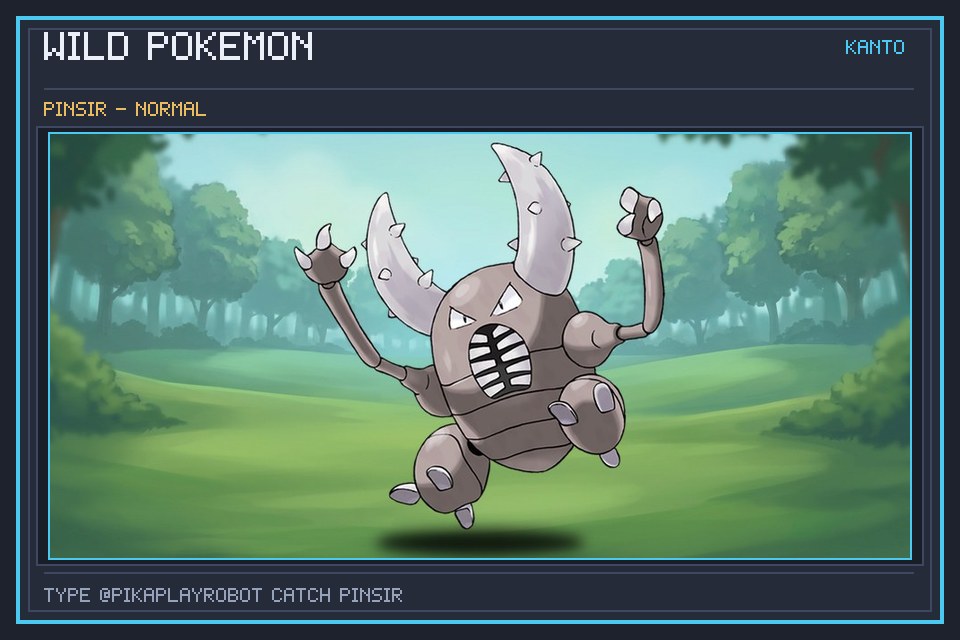 WILD POKEMON
KANTO
PINSIR - NORMAL
TYPE @PIKAPLAYROBOT CATCH PINSIR